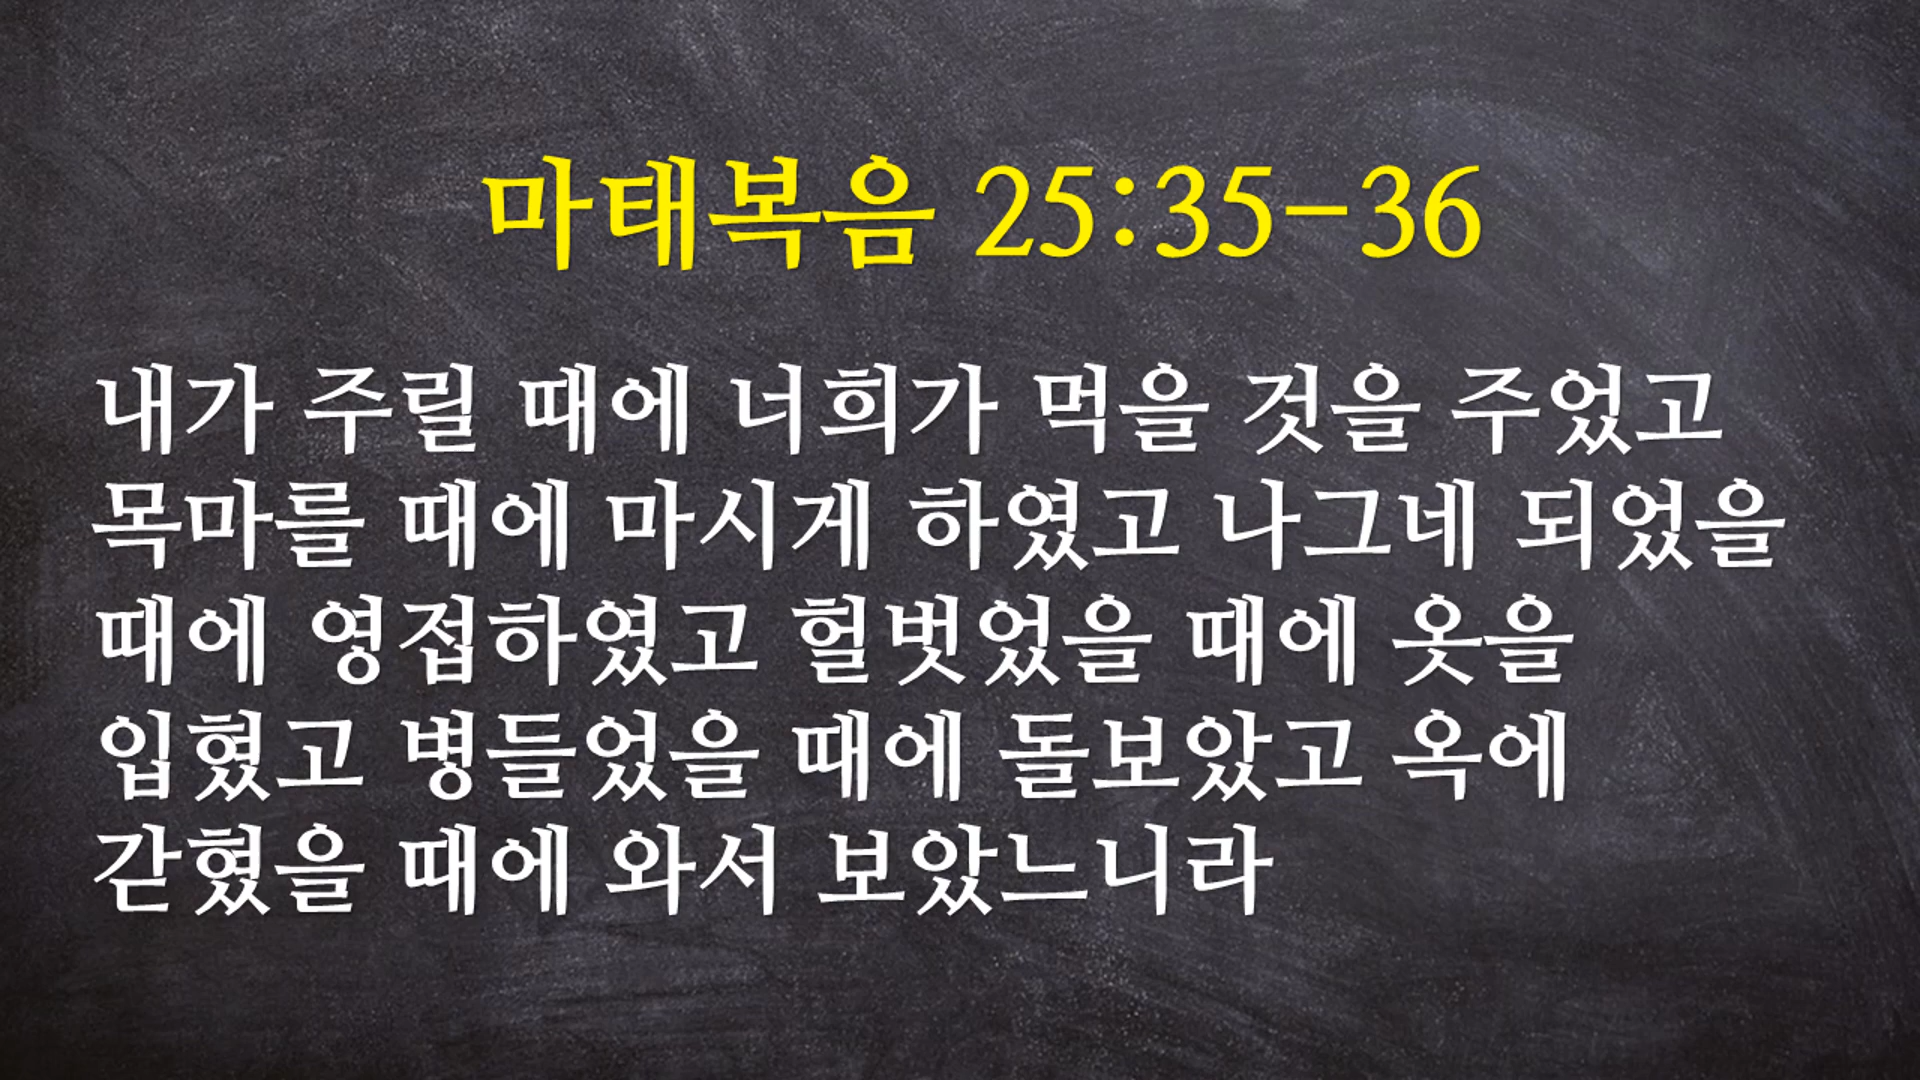 마태복음 25:35-36
내가 주릴 때에 너희가 먹을 것을 주었고
목마를 때에 마시게 하였고 나그네 되었을
때에 영접하였고 헐벗었을 때에 옷을
입혔고 병들었을 때에 돌보았고 옥에
갇혔을 때에 와서 보았느니라